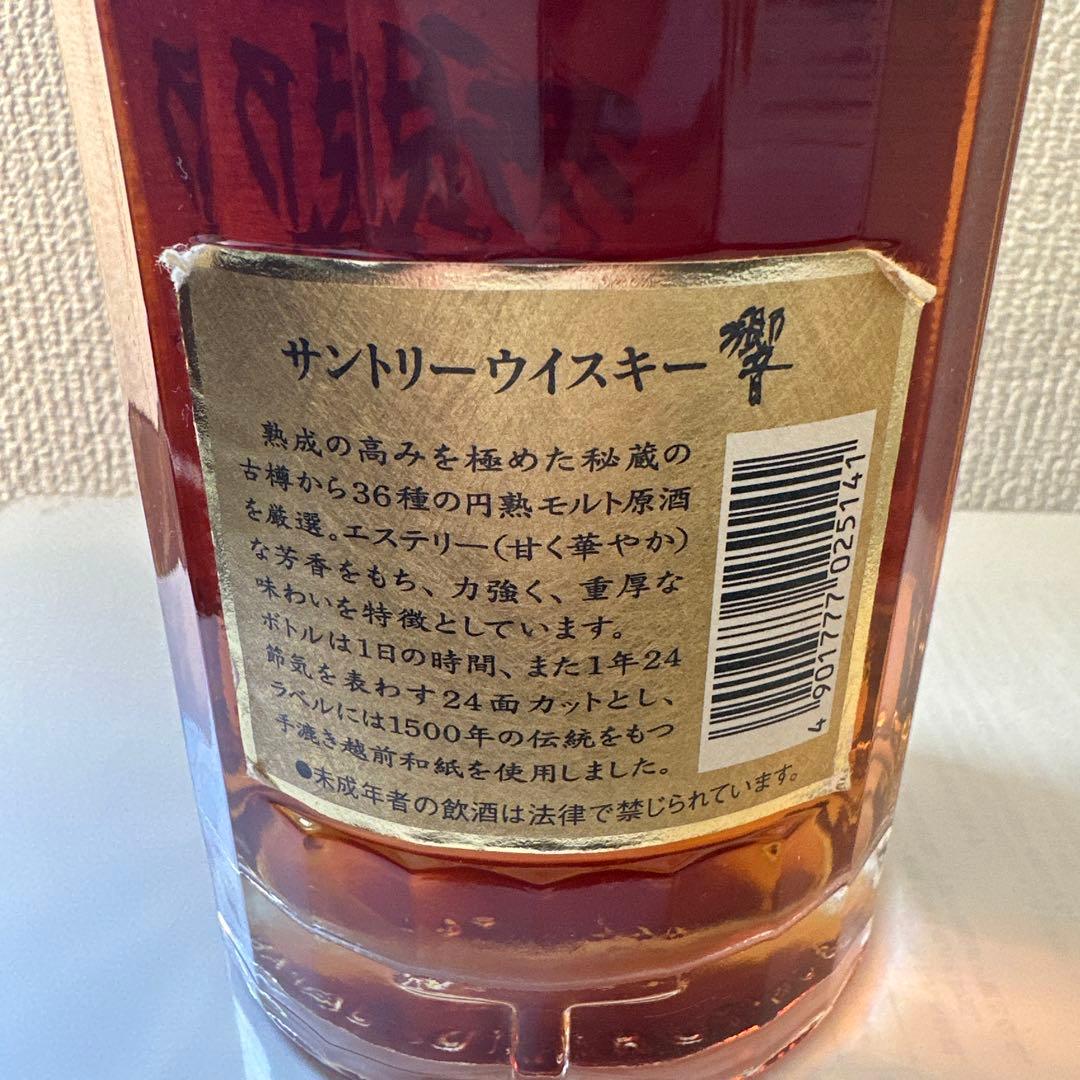 サントリーウイスキー響
熟成の高みを極めた秘蔵の
古樽から36種の円熟モルト原酒
を厳選。エステリー(甘く華やか)
な芳香をもち、力強く、重厚な
味わいを特徴としています。
ボトルは1日の時間、また1年24
節気を表わす24面カットとし、
ラベルには1500年の伝統をもつ
手漉き越前和紙を使用しました。
●未成年者の飲酒は法律で禁じられています。
4 901777 025141